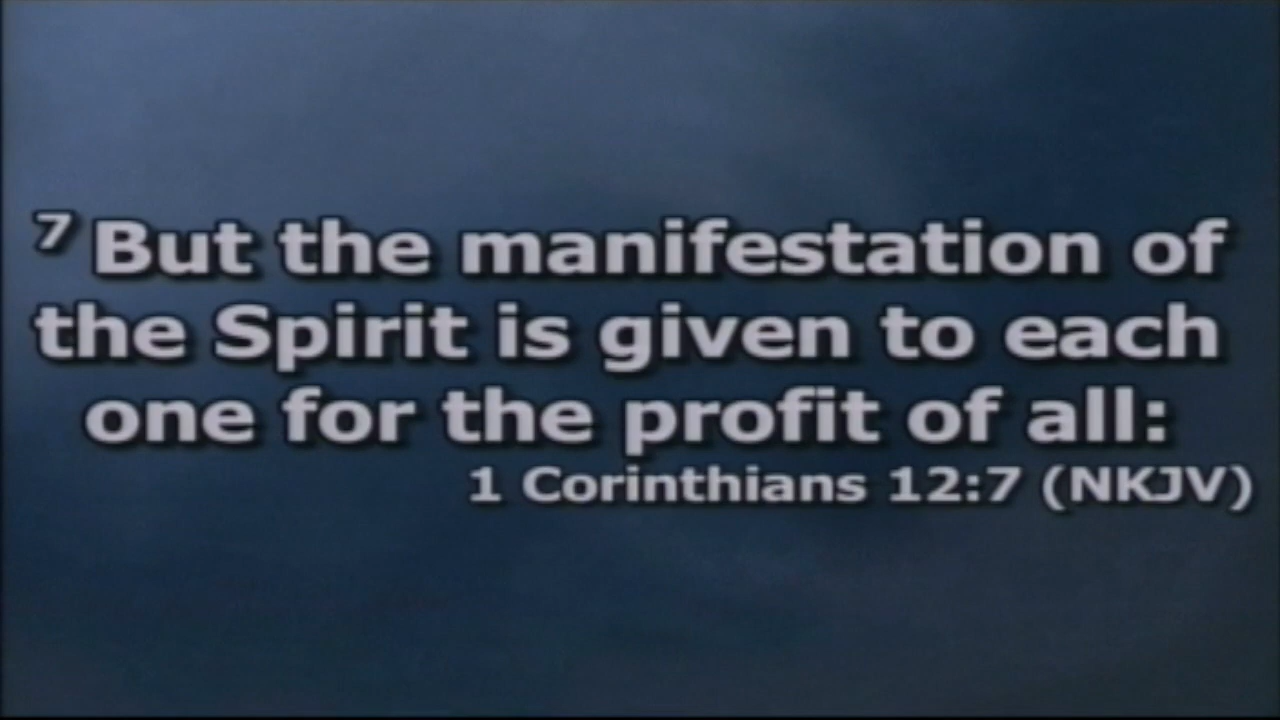 7 But the manifestation of
the Spirit is given to each
one for the profit of all:
1 Corinthians 12:7 (NKJV)